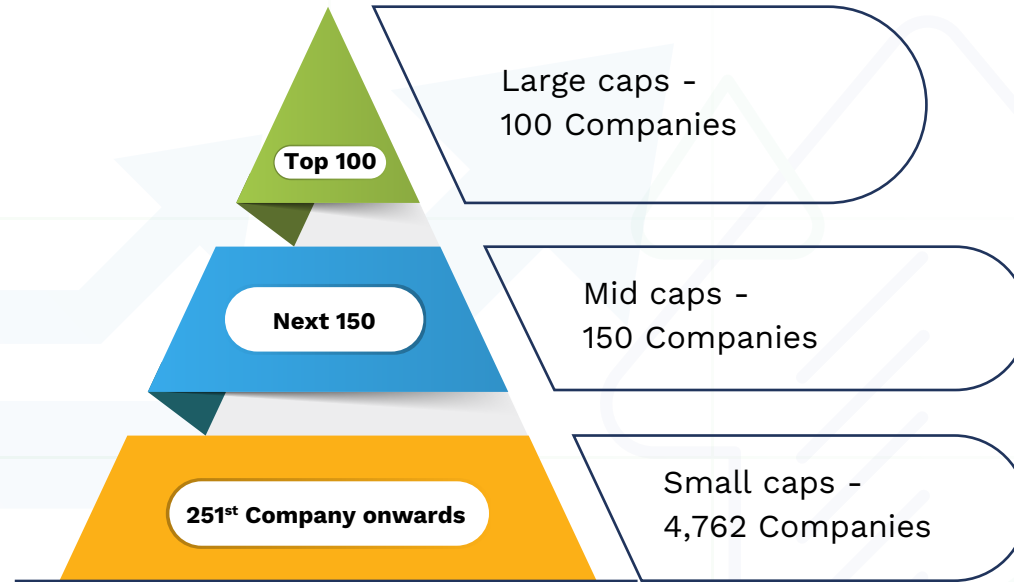 Top 100
Large caps -
100 Companies
Next 150
Mid caps -
150 Companies
251st Company onwards
Small caps -
4,762 Companies